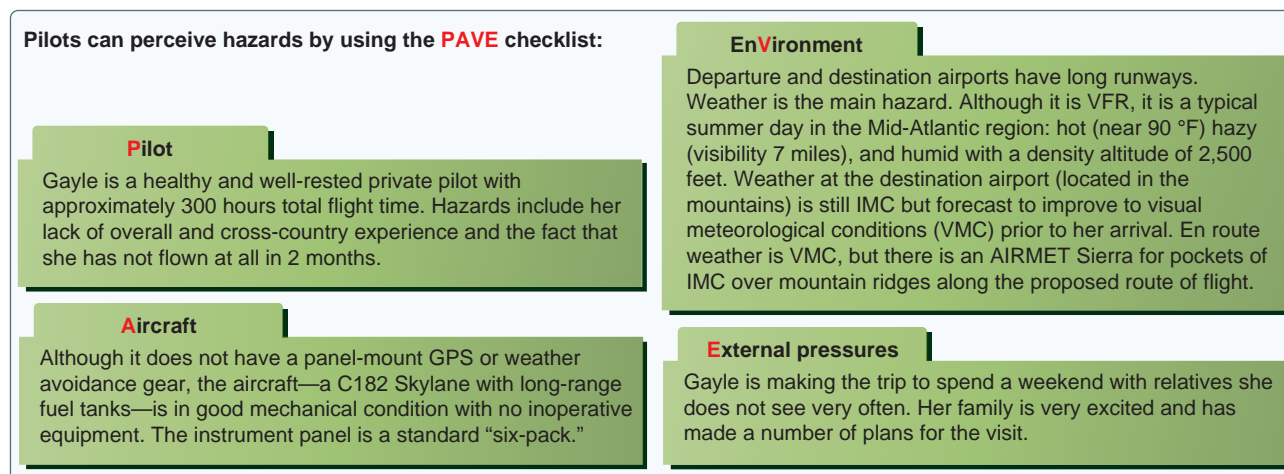 Pilots can perceive hazards by using the PAVE checklist:
Pilot
Gayle is a healthy and well-rested private pilot with
approximately 300 hours total flight time. Hazards include her
lack of overall and cross-country experience and the fact that
she has not flown at all in 2 months.
Aircraft
Although it does not have a panel-mount GPS or weather
avoidance gear, the aircraft—a C182 Skylane with long-range
fuel tanks—is in good mechanical condition with no inoperative
equipment. The instrument panel is a standard “six-pack.”
EnVironment
Departure and destination airports have long runways.
Weather is the main hazard. Although it is VFR, it is a typical
summer day in the Mid-Atlantic region: hot (near 90 °F) hazy
(visibility 7 miles), and humid with a density altitude of 2,500
feet. Weather at the destination airport (located in the
mountains) is still IMC but forecast to improve to visual
meteorological conditions (VMC) prior to her arrival. En route
weather is VMC, but there is an AIRMET Sierra for pockets of
IMC over mountain ridges along the proposed route of flight.
External pressures
Gayle is making the trip to spend a weekend with relatives she
does not see very often. Her family is very excited and has
made a number of plans for the visit.